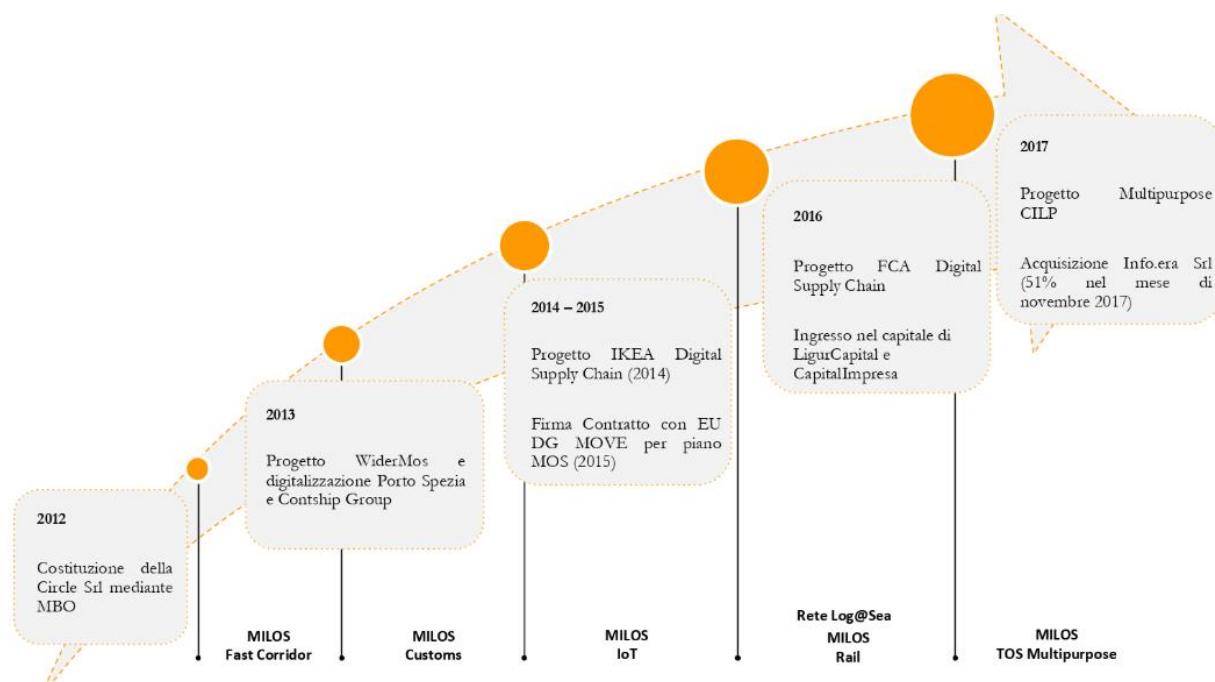 2012
Costituzione della
Circle Srl mediante
MBO
2013
Progetto WiderMos e
digitalizzazione Porto Spezia
e Contship Group
2014 – 2015
Progetto IKEA Digital
Supply Chain (2014)
Firma Contratto con EU
DG MOVE per piano
MOS (2015)
2016
Progetto FCA Digital
Supply Chain
Ingresso nel capitale di
LigurCapital e
CapitalImpresa
2017
Progetto Multipurpose
CILP
Acquisizione Info.era Srl
(51% nel mese di
novembre 2017)
MILOS
Fast Corridor
MILOS
Customs
MILOS
IoT
Rete Log@Sea
MILOS
Rail
MILOS
TOS Multipurpose